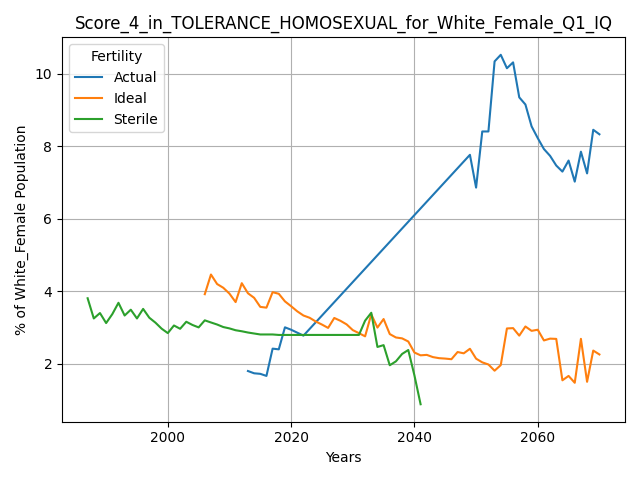 Score_4_in_TOLERANCE_HOMOSEXUAL_for_White_Female_Q1_IQ
Fertility
Actual
Ideal
Sterile
% of White_Female Population
10
8
6
4
2
2000
2020
2040
2060
Years